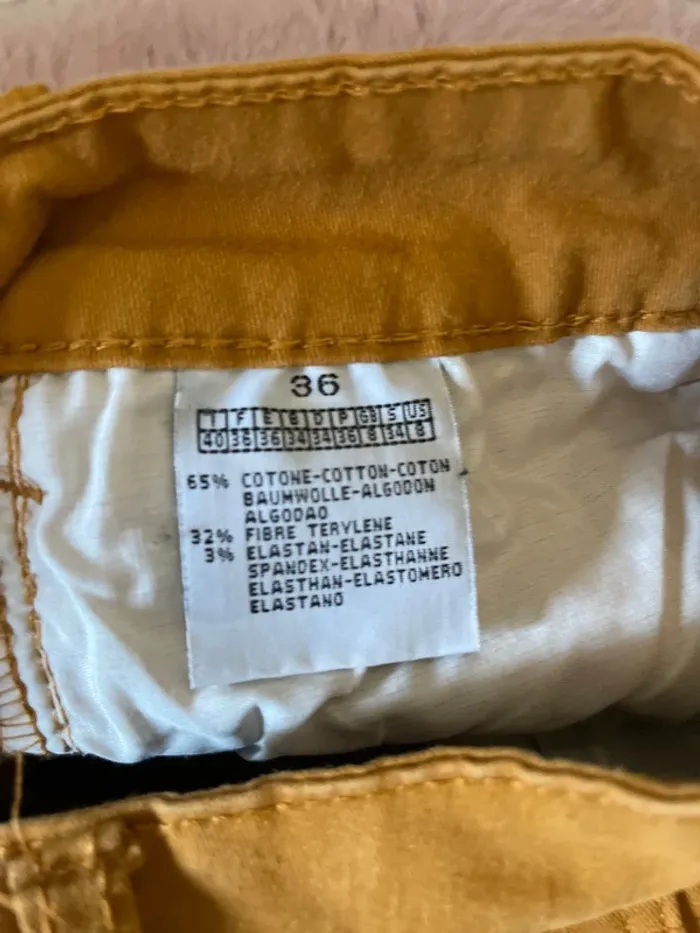 36
I F E B D P GB S US
40 36 36 34 34 36 8 34 8
65% COTONE-COTTON-COTON
BAUMWOLLE-ALGODON
ALGODAO
32% FIBRE TERYLENE
3% ELASTAN-ELASTANE
SPANDEX-ELASTHANNE
ELASTHAN-ELASTOMERO
ELASTANO